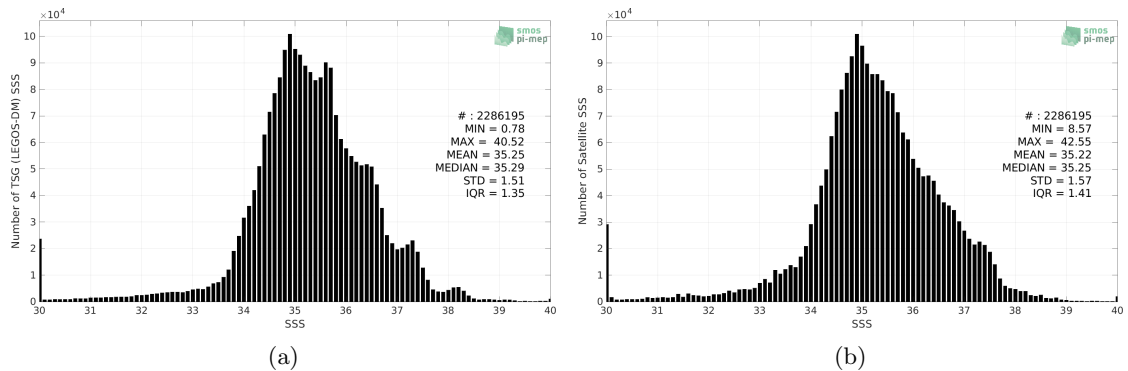 ×10⁴
10
9
8
7
6
5
4
3
2
1
0
Number of TSG (LEGOS-DM) SSS
smos
pi-mep
# : 2286195
MIN = 0.78
MAX = 40.52
MEAN = 35.25
MEDIAN = 35.29
STD = 1.51
IQR = 1.35
30 31 32 33 34 35 36 37 38 39 40
SSS
(a)
×10⁴
10
9
8
7
6
5
4
3
2
1
0
Number of Satellite SSS
smos
pi-mep
# : 2286195
MIN = 8.57
MAX = 42.55
MEAN = 35.22
MEDIAN = 35.25
STD = 1.57
IQR = 1.41
30 31 32 33 34 35 36 37 38 39 40
SSS
(b)